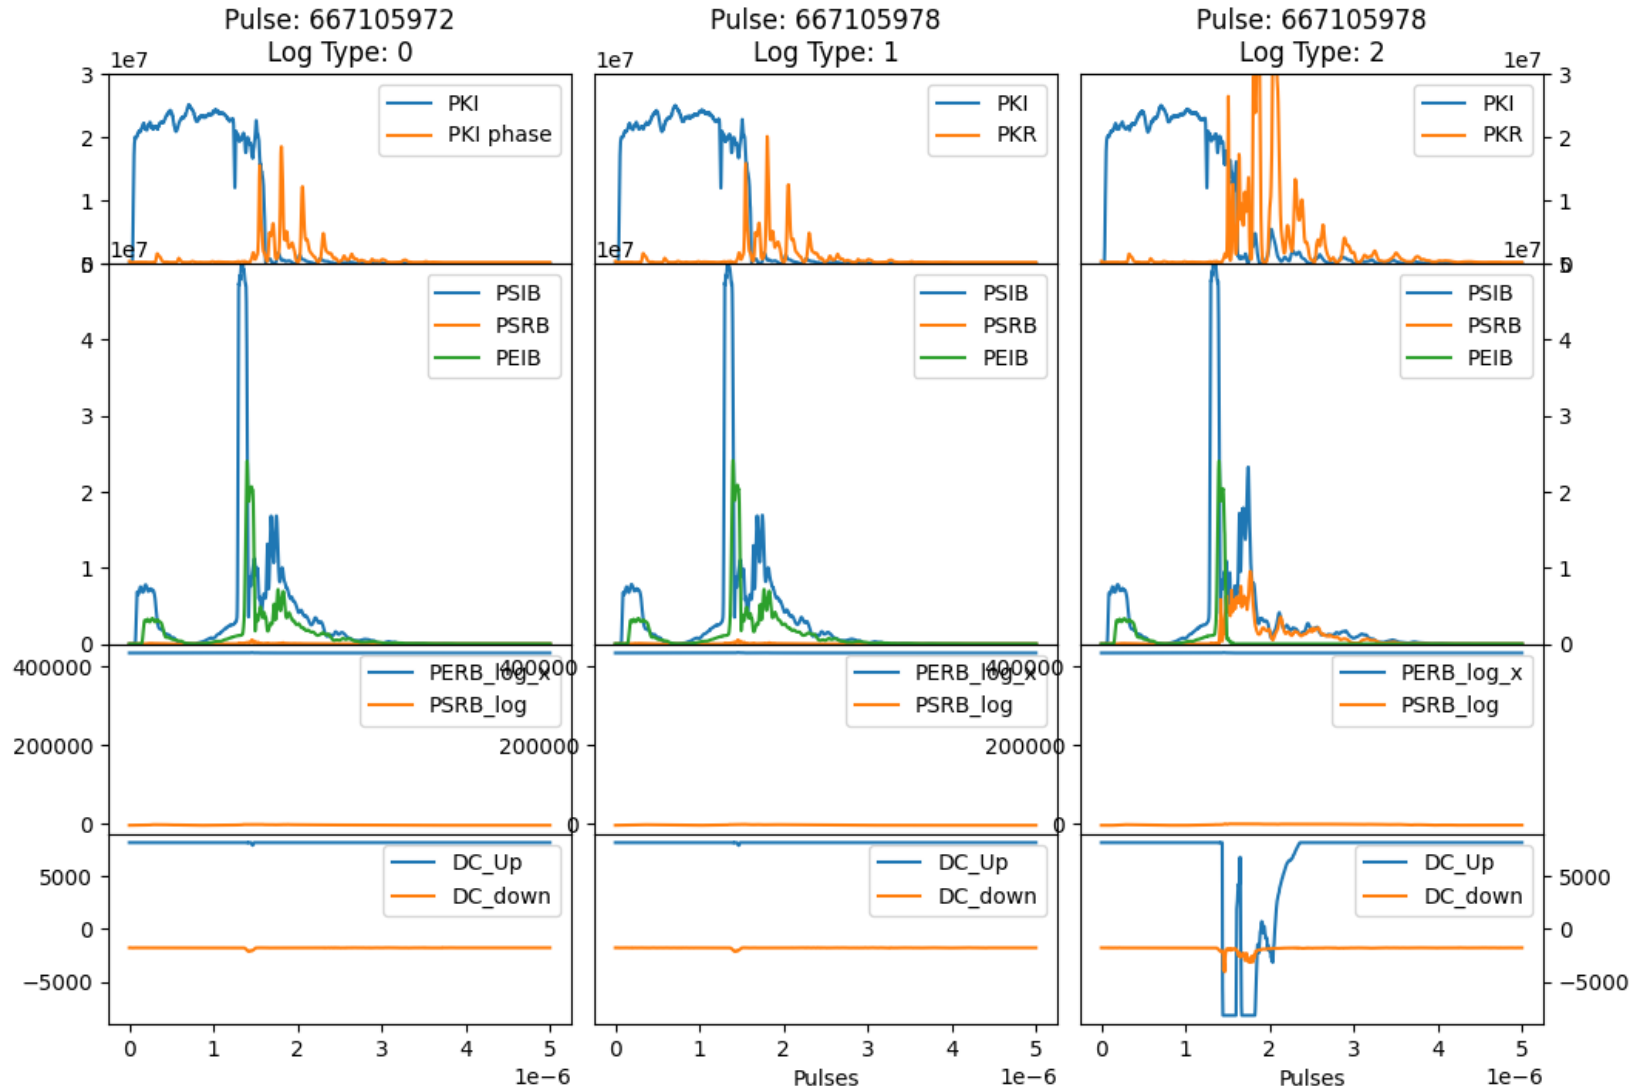 Pulse: 667105972
Log Type: 0
Pulse: 667105978
Log Type: 1
Pulse: 667105978
Log Type: 2
1e7
1e7
1e7
3
2
1
0
PKI
PKI phase
PKI
PKR
PKI
PKR
3
2
1
0
1e7
1e7
1e7
5
4
3
2
1
0
PSIB
PSRB
PEIB
PSIB
PSRB
PEIB
PSIB
PSRB
PEIB
5
4
3
2
1
0
400000
200000
0
PERB_log_x
PSRB_log
400000
200000
0
PERB_log_x
PSRB_log
400000
200000
0
PERB_log_x
PSRB_log
5000
0
−5000
DC_Up
DC_down
DC_Up
DC_down
DC_Up
DC_down
5000
0
−5000
0 1 2 3 4 5
1e−6
0 1 2 3 4 5
Pulses 1e−6
0 1 2 3 4 5
Pulses 1e−6